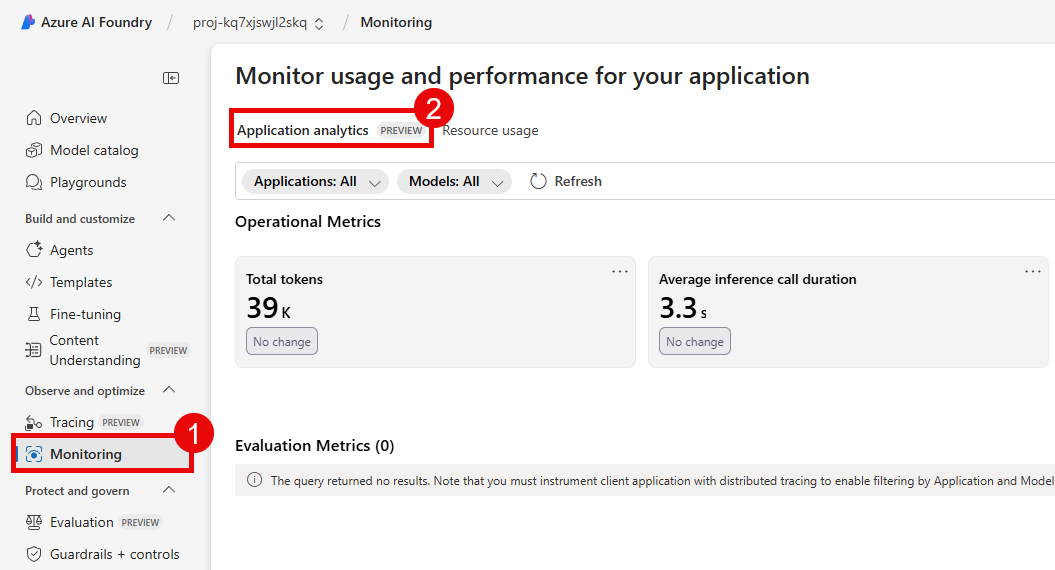 Azure AI Foundry / proj-kq7xjswjl2skq / Monitoring
Overview
Model catalog
Playgrounds
Build and customize
Agents
Templates
Fine-tuning
Content
Understanding PREVIEW
Observe and optimize
Tracing PREVIEW
1
Monitoring
Protect and govern
Evaluation PREVIEW
Guardrails + controls
Monitor usage and performance for your application
2
Application analytics PREVIEW Resource usage
Applications: All Models: All Refresh
Operational Metrics
Total tokens
39 K
No change
Average inference call duration
3.3 s
No change
Evaluation Metrics (0)
The query returned no results. Note that you must instrument client application with distributed tracing to enable filtering by Application and Model